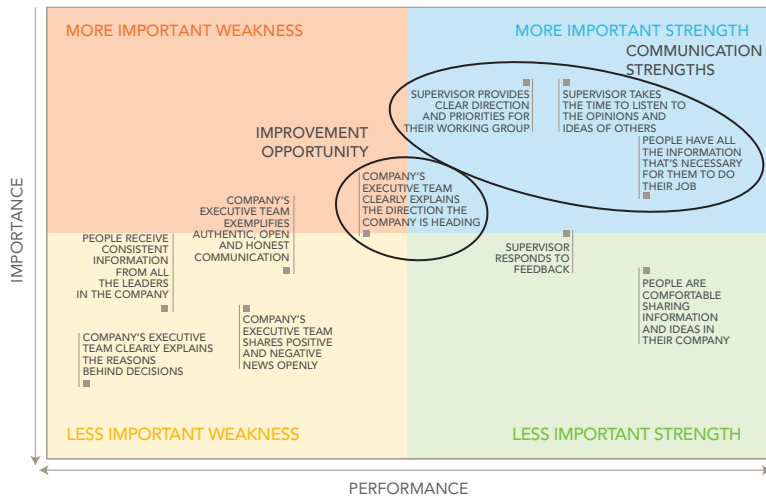 MORE IMPORTANT WEAKNESS
MORE IMPORTANT STRENGTH
COMMUNICATION
STRENGTHS
SUPERVISOR PROVIDES
CLEAR DIRECTION
AND PRIORITIES FOR
THEIR WORKING GROUP
SUPERVISOR TAKES
THE TIME TO LISTEN TO
THE OPINIONS AND
IDEAS OF OTHERS
PEOPLE HAVE ALL
THE INFORMATION
THAT'S NECESSARY
FOR THEM TO DO
THEIR JOB
IMPROVEMENT
OPPORTUNITY
COMPANY'S
EXECUTIVE TEAM
CLEARLY EXPLAINS
THE DIRECTION THE
COMPANY IS HEADING
COMPANY'S
EXECUTIVE TEAM
EXEMPLIFIES
AUTHENTIC, OPEN
AND HONEST
COMMUNICATION
PEOPLE RECEIVE
CONSISTENT
INFORMATION
FROM ALL
THE LEADERS
IN THE COMPANY
SUPERVISOR
RESPONDS TO
FEEDBACK
PEOPLE ARE
COMFORTABLE
SHARING
INFORMATION
AND IDEAS IN
THEIR COMPANY
COMPANY'S
EXECUTIVE TEAM
SHARES POSITIVE
AND NEGATIVE
NEWS OPENLY
COMPANY'S EXECUTIVE
TEAM CLEARLY EXPLAINS
THE REASONS
BEHIND DECISIONS
LESS IMPORTANT WEAKNESS
LESS IMPORTANT STRENGTH
IMPORTANCE
PERFORMANCE